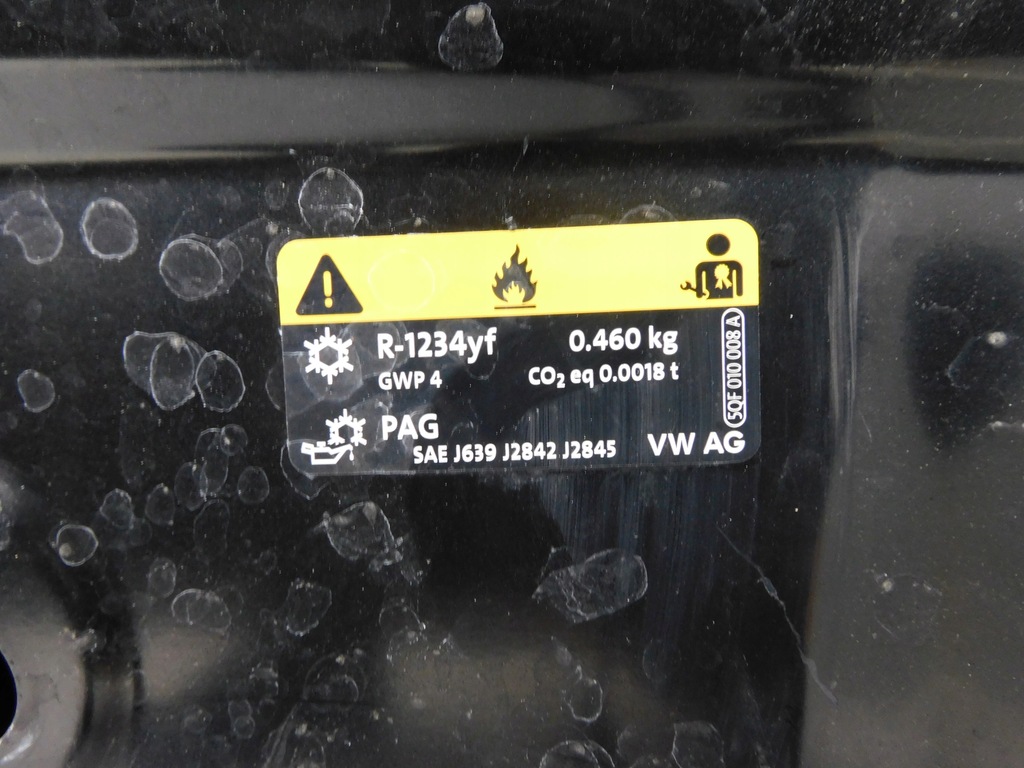 R-1234yf 0.460 kg
GWP 4 CO₂ eq 0.0018 t
PAG
SAE J639 J2842 J2845 VW AG
5QF 010 008 A